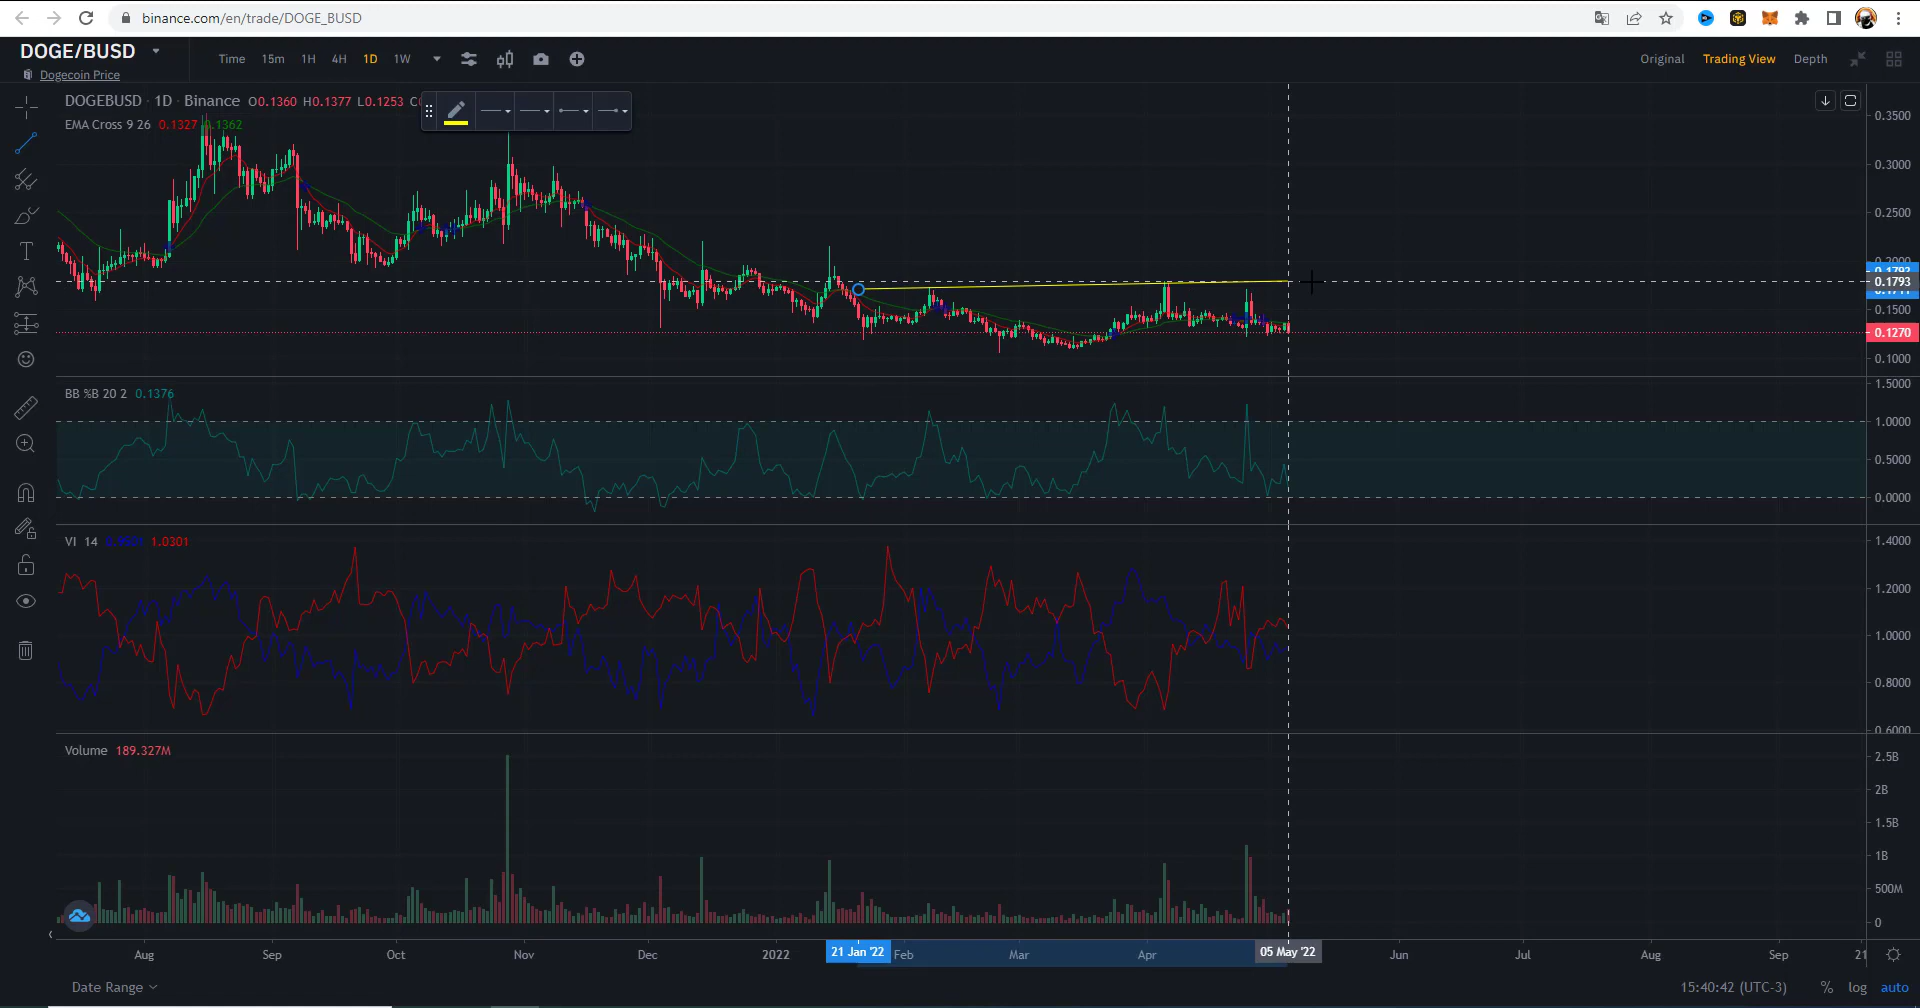 binance.com/en/trade/DOGE_BUSD
DOGE/BUSD
Dogecoin Price
Time 15m 1H 4H 1D 1W
Original Trading View Depth
DOGEBUSD · 1D · Binance O0.1360 H0.1377 L0.1253
EMA Cross 9 26 0.1327 0.1362
0.3500
0.3000
0.2500
0.2000
0.1793
0.1500
0.1270
0.1000
BB %B 20 2 0.1376
1.5000
1.0000
0.5000
0.0000
VI 14 1.0301
1.4000
1.2000
1.0000
0.8000
0.6000
Volume 189.327M
2.5B
2B
1.5B
1B
500M
0
Aug Sep Oct Nov Dec 2022 21 Jan '22 Feb Mar Apr 05 May '22 Jun Jul Aug Sep 21
Date Range
15:40:42 (UTC-3) % log auto